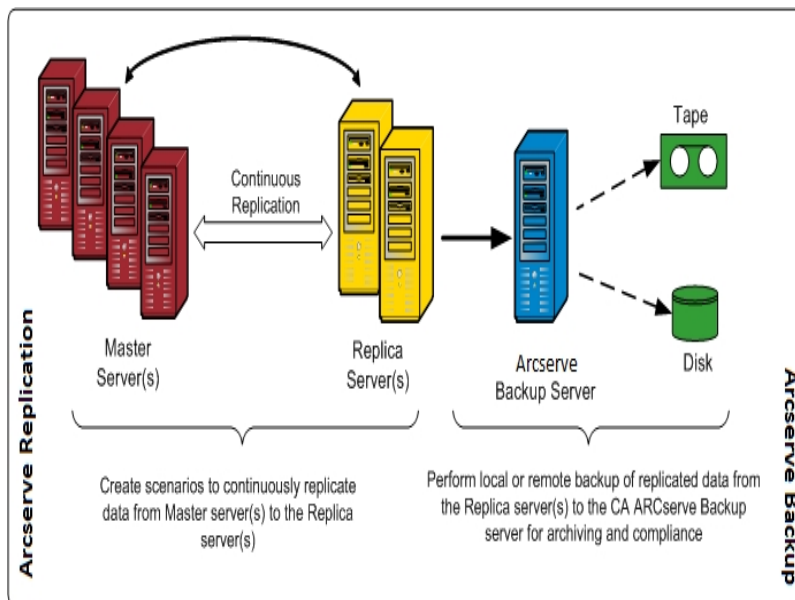 Tape
Continuous
Replication
Master
Server(s)
Replica
Server(s)
Arcserve
Backup Server
Disk
Arcserve Replication
Arcserve Backup
Create scenarios to continuously replicate
data from Master server(s) to the Replica
server(s)
Perform local or remote backup of replicated data from
the Replica server(s) to the CA ARCserve Backup
server for archiving and compliance